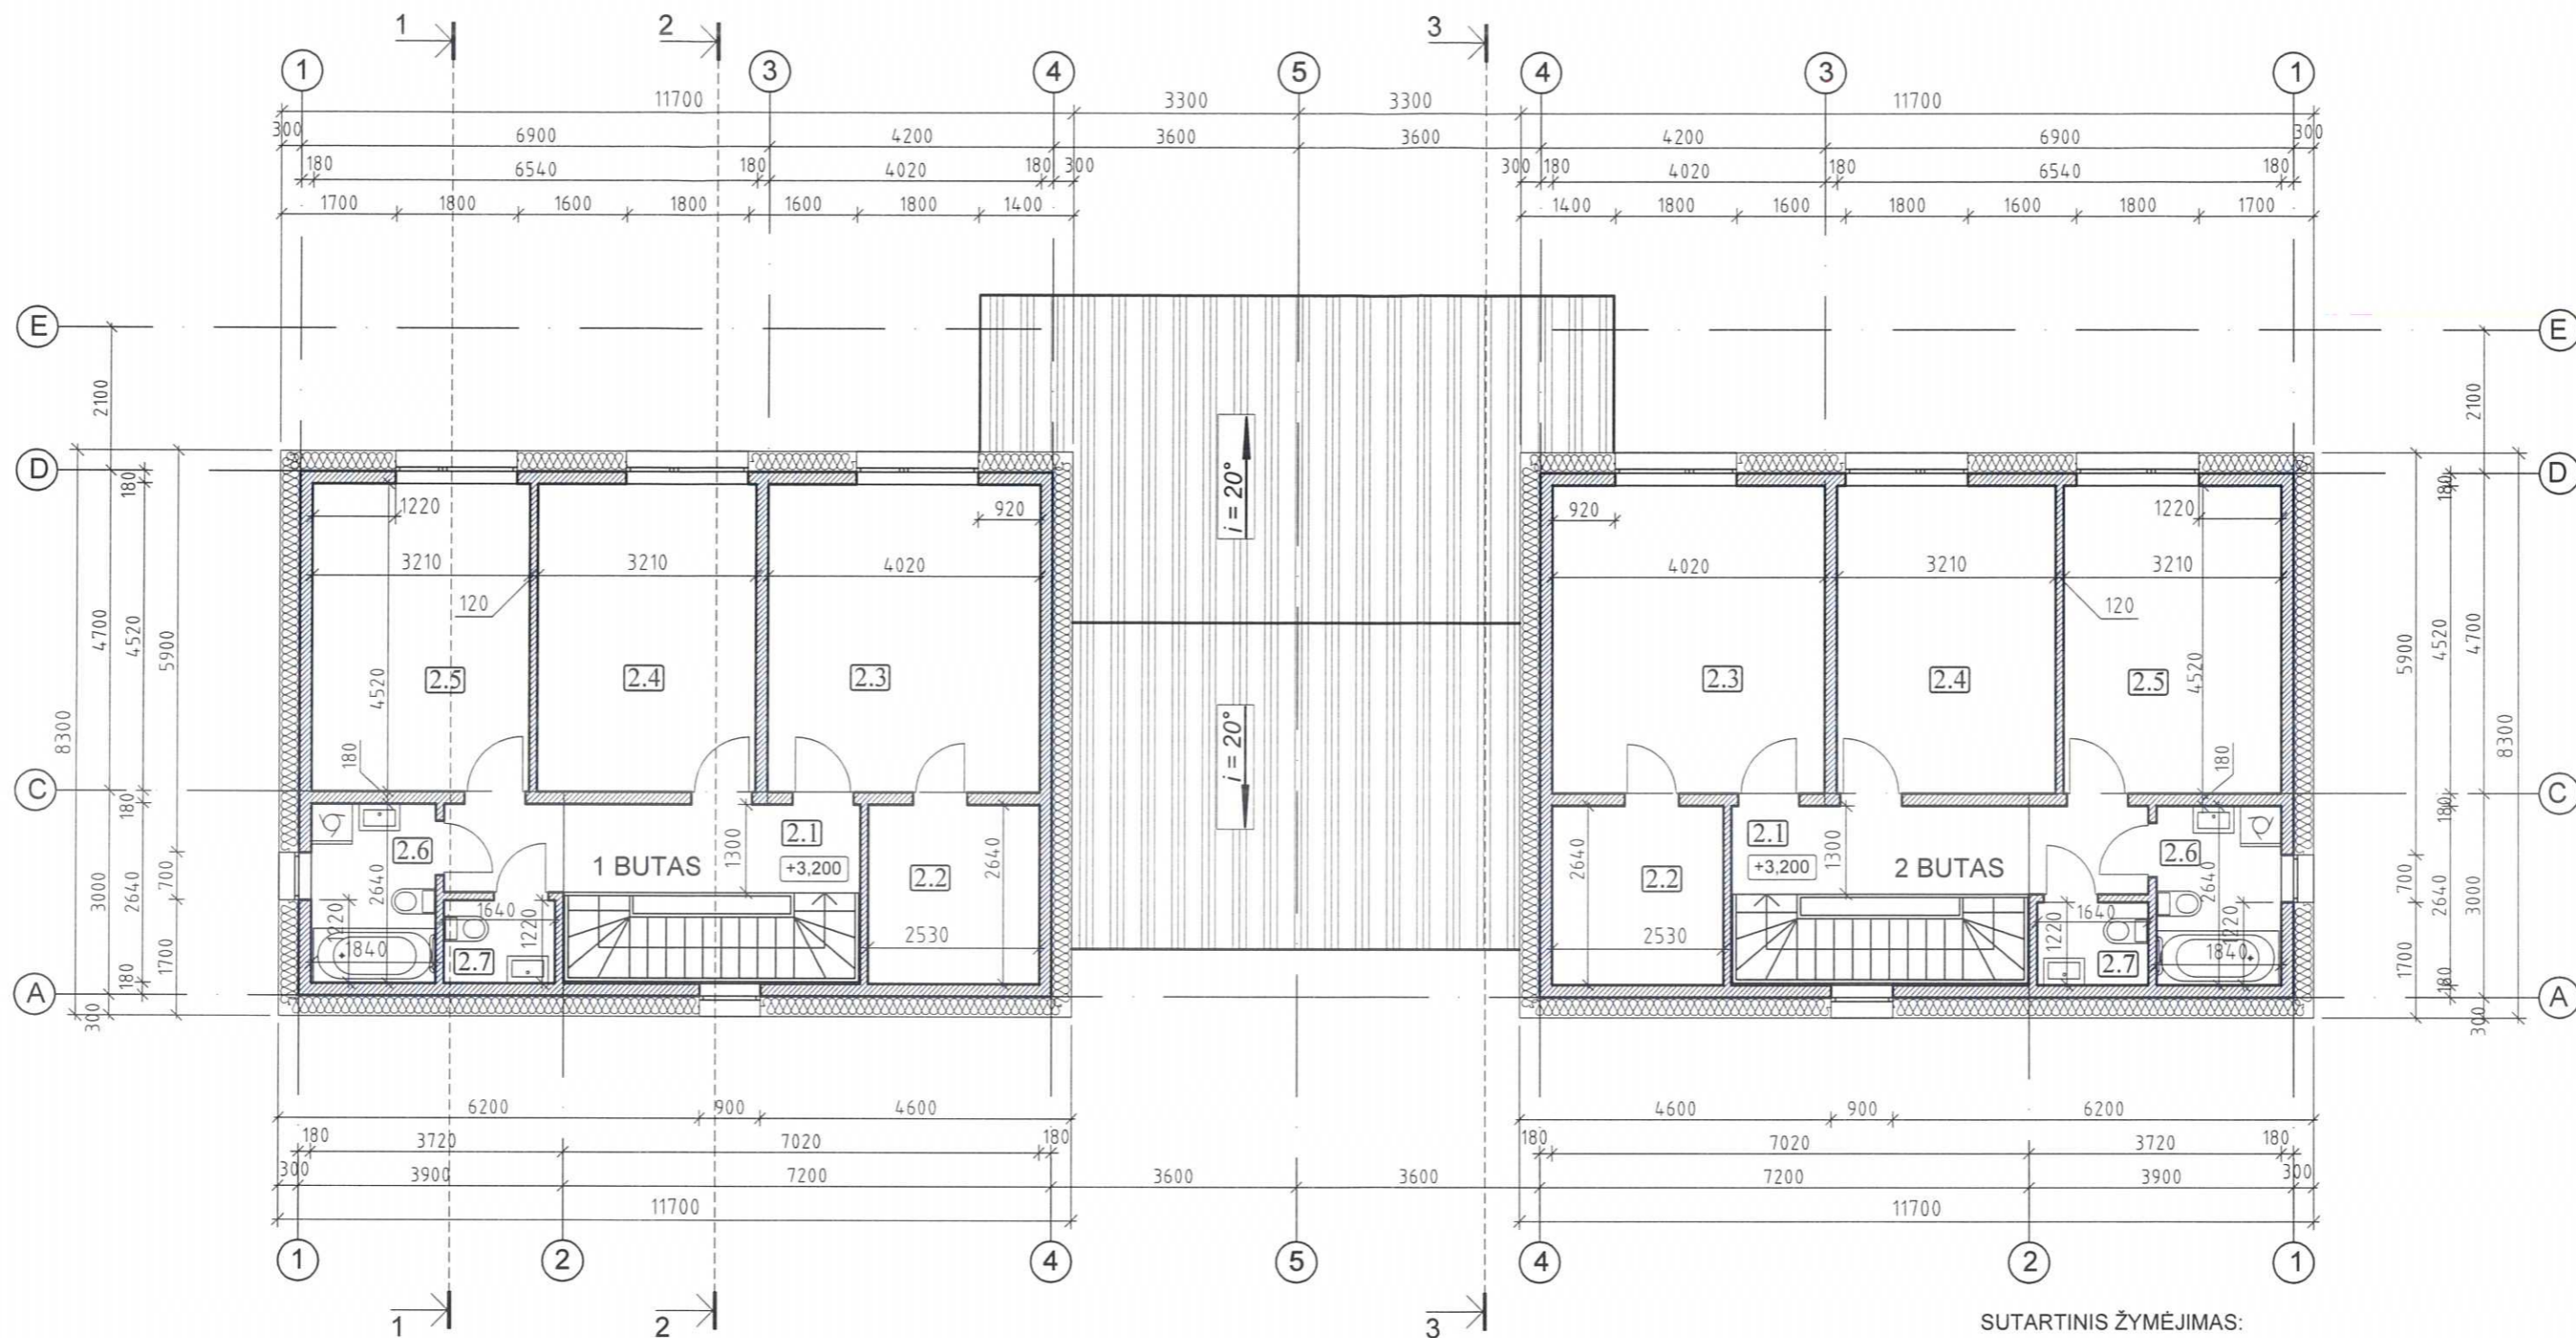 1 2 3
1 3 4 5 4 3 1
11700 3300 3300 11700
300 6900 4200 3600 3600 4200 6900 300
180 6540 180 4020 180 300 300 180 4020 180 6540 180
1700 1800 1600 1800 1600 1800 1400 1400 1800 1600 1800 1600 1800 1700
E E
2100 2100
D D
180 180
1220 920 i = 20° 920 1220
3210 3210 4020 4020 3210 3210
120 120
8300 4700 4520 5900 5900 4520 4700 8300
4520 2.5 2.4 2.3 2.3 2.4 2.5 4520
180 i = 20° 180
C C
180 180
2.1 2.1
2.6 1300 1300 2.6
1 BUTAS +3,200 +3,200 2 BUTAS
3000 2640 700 2640 2.2 2640 2640 2.2 2640 700 2640 3000
1220 1640 1220 1220 1640 1220
1840 2530 2530 1840
2.7 2.7
180 1700 1700 180
A A
300 300
6200 900 4600 4600 900 6200
180 3720 7020 180 180 7020 3720 180
300 3900 7200 3600 3600 7200 3900 300
11700 11700
1 2 4 5 4 2 1
1 2 3
SUTARTINIS ŽYMĖJIMAS: